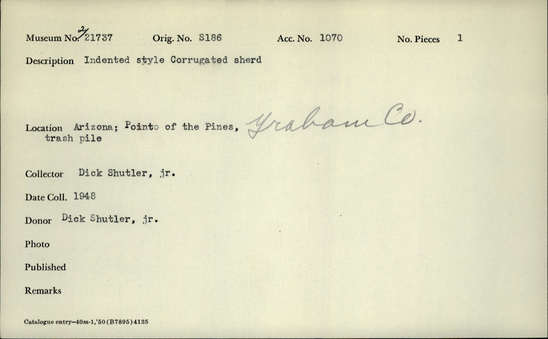 Museum No. 2/21737 Orig. No. S186 Acc. No. 1070 No. Pieces 1
Description Indented style Corrugated sherd
Location Arizona; Points of the Pines, Graham Co.
trash pile
Collector Dick Shutler, jr.
Date Coll. 1948
Donor Dick Shutler, jr.
Photo
Published
Remarks
Catalogue entry—40m-1,'50 (B7895) 4135